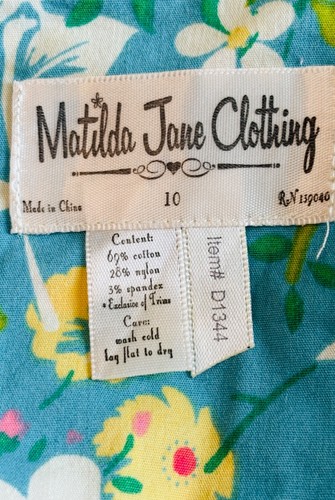 Matilda Jane Clothing
Made in China
10
R.N 139040
Content:
69% cotton
28% nylon
3% spandex
*Exclusive of Trims
Care:
wash cold
lay flat to dry
Item# D1344